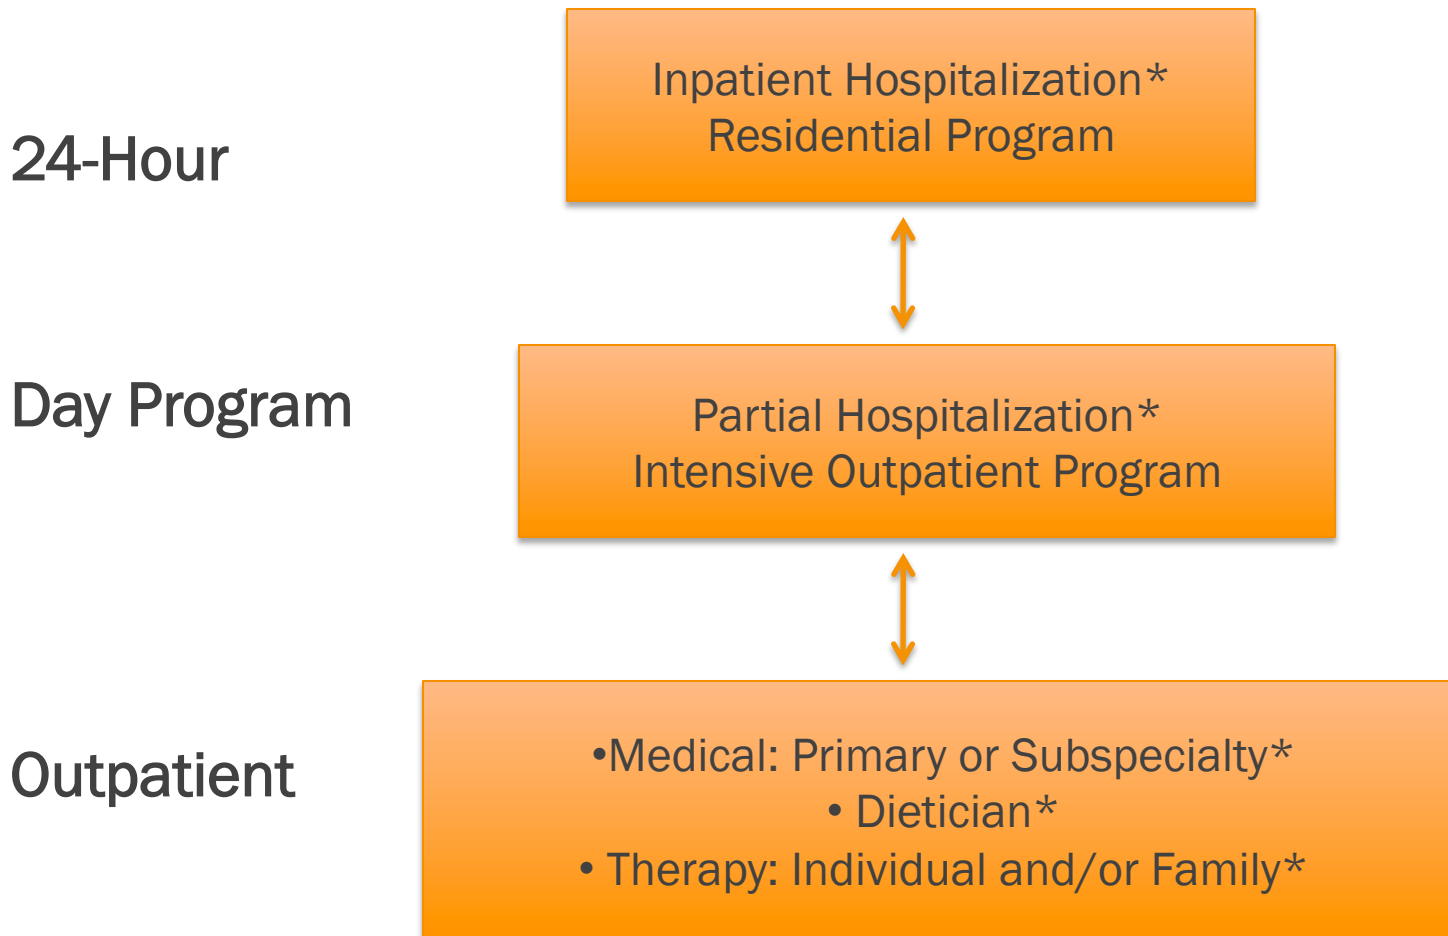 24-Hour
Inpatient Hospitalization*
Residential Program
Day Program
Partial Hospitalization*
Intensive Outpatient Program
Outpatient
•Medical: Primary or Subspecialty*
• Dietician*
• Therapy: Individual and/or Family*